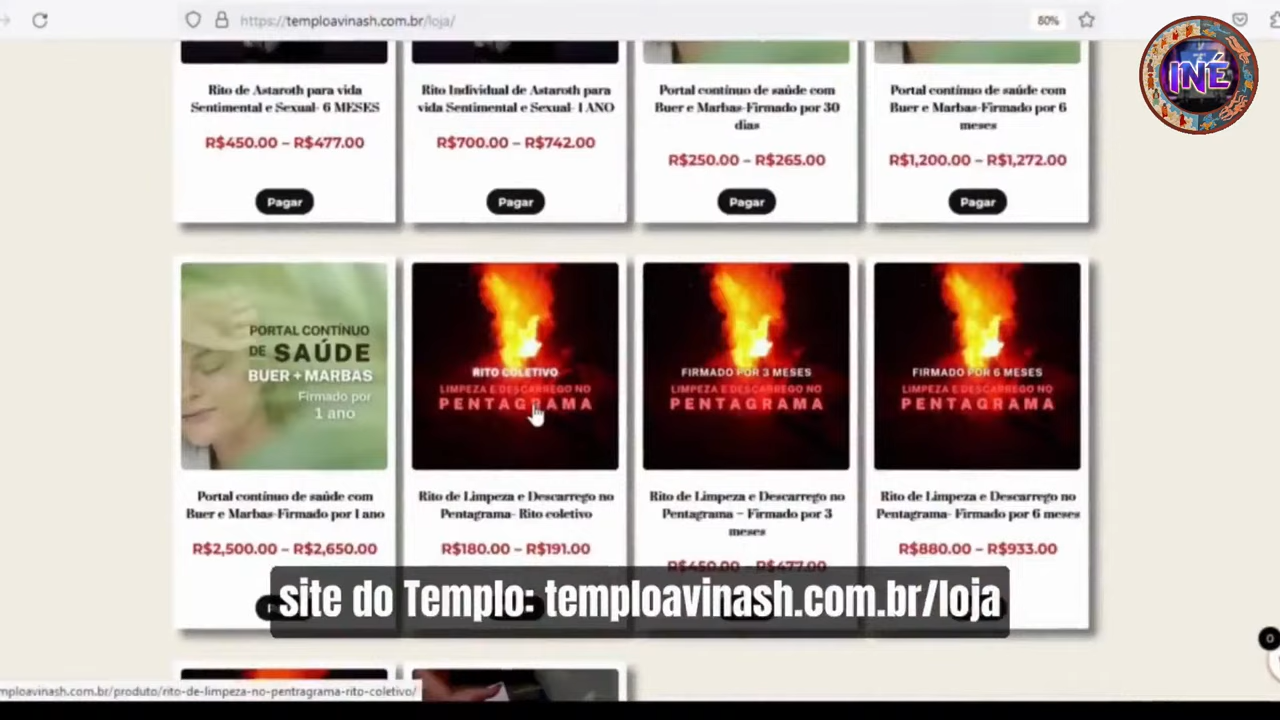 https://temploavinash.com.br/loja/
80%
INÉ
Rito de Astaroth para vida
Sentimental e Sexual- 6 MESES
R$450.00 – R$477.00
Pagar
Rito Individual de Astaroth para
vida Sentimental e Sexual- 1 ANO
R$700.00 – R$742.00
Pagar
Portal contínuo de saúde com
Buer e Marbas-Firmado por 30
dias
R$250.00 – R$265.00
Pagar
Portal contínuo de saúde com
Buer e Marbas-Firmado por 6
meses
R$1,200.00 – R$1,272.00
Pagar
PORTAL CONTÍNUO
DE SAÚDE
BUER + MARBAS
Firmado por
1 ano
Portal contínuo de saúde com
Buer e Marbas-Firmado por 1 ano
R$2,500.00 – R$2,650.00
RITO COLETIVO
LIMPEZA E DESCARREGO NO
PENTAGRAMA
Rito de Limpeza e Descarrego no
Pentagrama- Rito coletivo
R$180.00 – R$191.00
FIRMADO POR 3 MESES
LIMPEZA E DESCARREGO NO
PENTAGRAMA
Rito de Limpeza e Descarrego no
Pentagrama – Firmado por 3
meses
R$450.00 – R$477.00
FIRMADO POR 6 MESES
LIMPEZA E DESCARREGO NO
PENTAGRAMA
Rito de Limpeza e Descarrego no
Pentagrama- Firmado por 6 meses
R$880.00 – R$933.00
site do Templo: temploavinash.com.br/loja
0
mploavinash.com.br/produto/rito-de-limpeza-no-pentragrama-rito-coletivo/